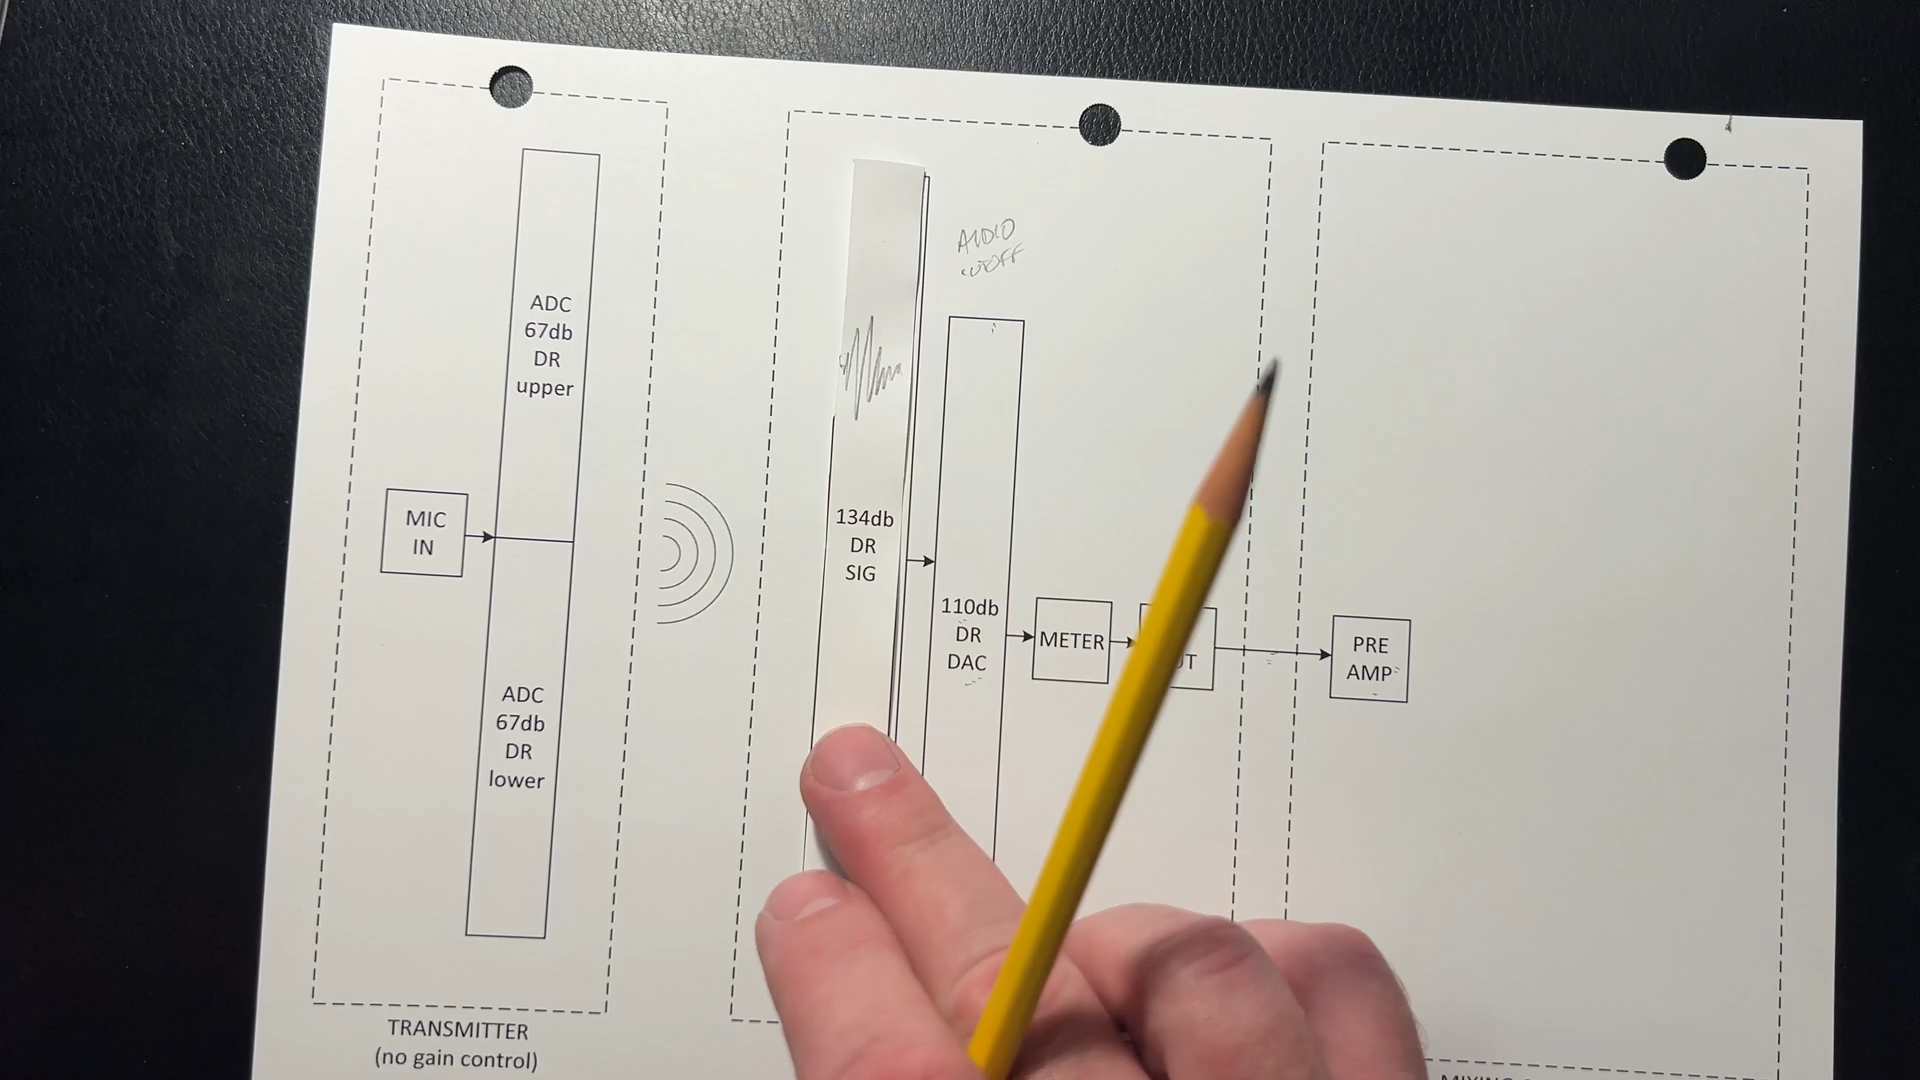 ADC
67db
DR
upper
MIC
IN
ADC
67db
DR
lower
TRANSMITTER
(no gain control)
134db
DR
SIG
AUDIO
110db
DR
DAC
METER
PRE
AMP